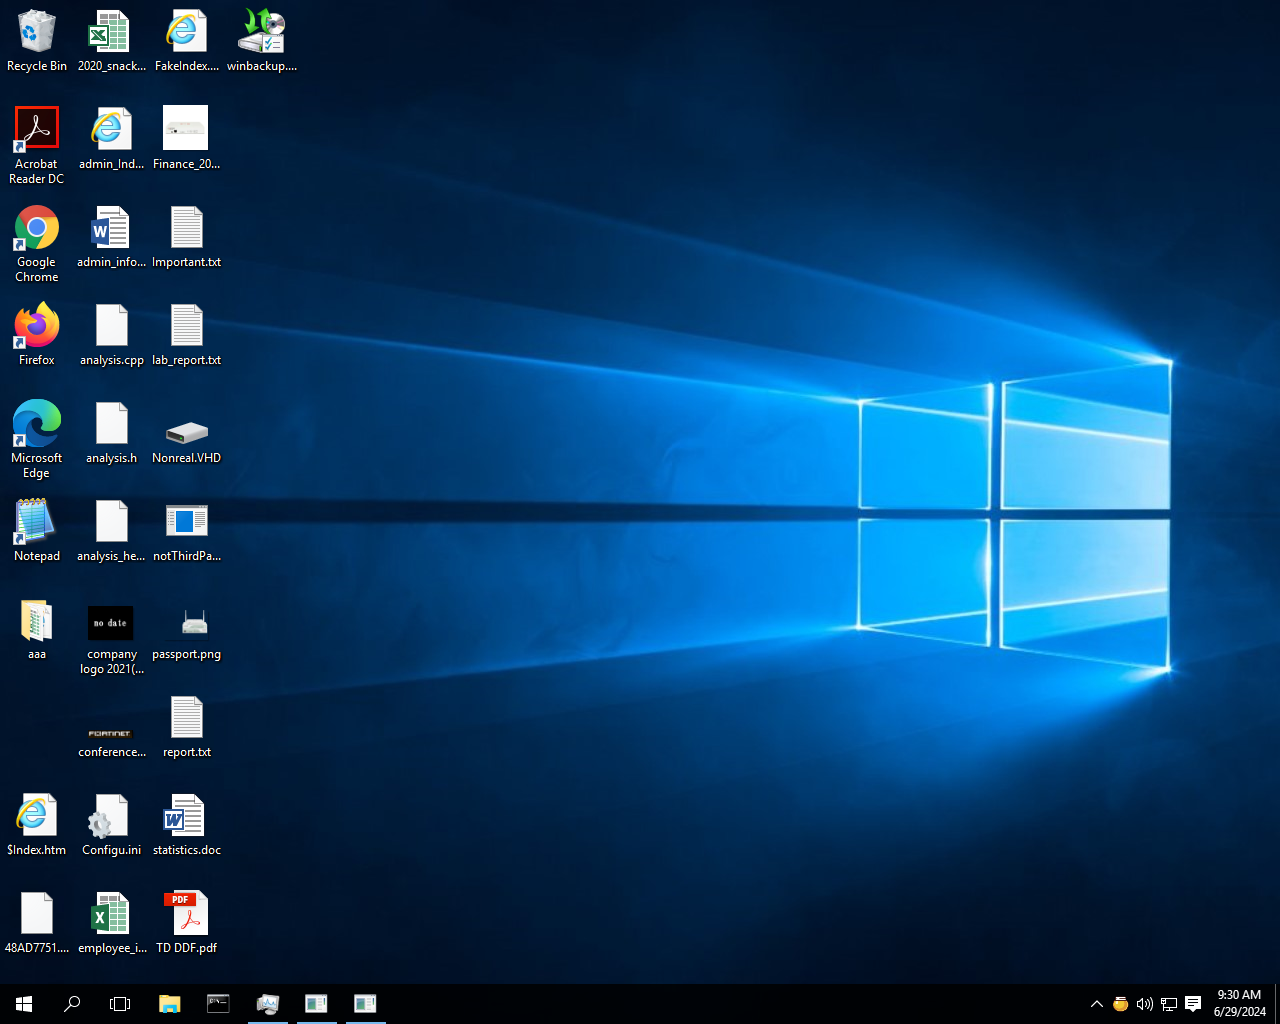 Recycle Bin
2020_snack...
FakeIndex....
winbackup....
Acrobat
Reader DC
admin_Ind...
Finance_20...
Google
Chrome
admin_info...
Important.txt
Firefox
analysis.cpp
lab_report.txt
Microsoft
Edge
analysis.h
Nonreal.VHD
Notepad
analysis_he...
notThirdPa...
aaa
no date
company
logo 2021(...
passport.png
FORTINET
conference...
report.txt
$Index.htm
Configu.ini
statistics.doc
48AD7751....
employee_i...
PDF
TD DDF.pdf
9:30 AM
6/29/2024